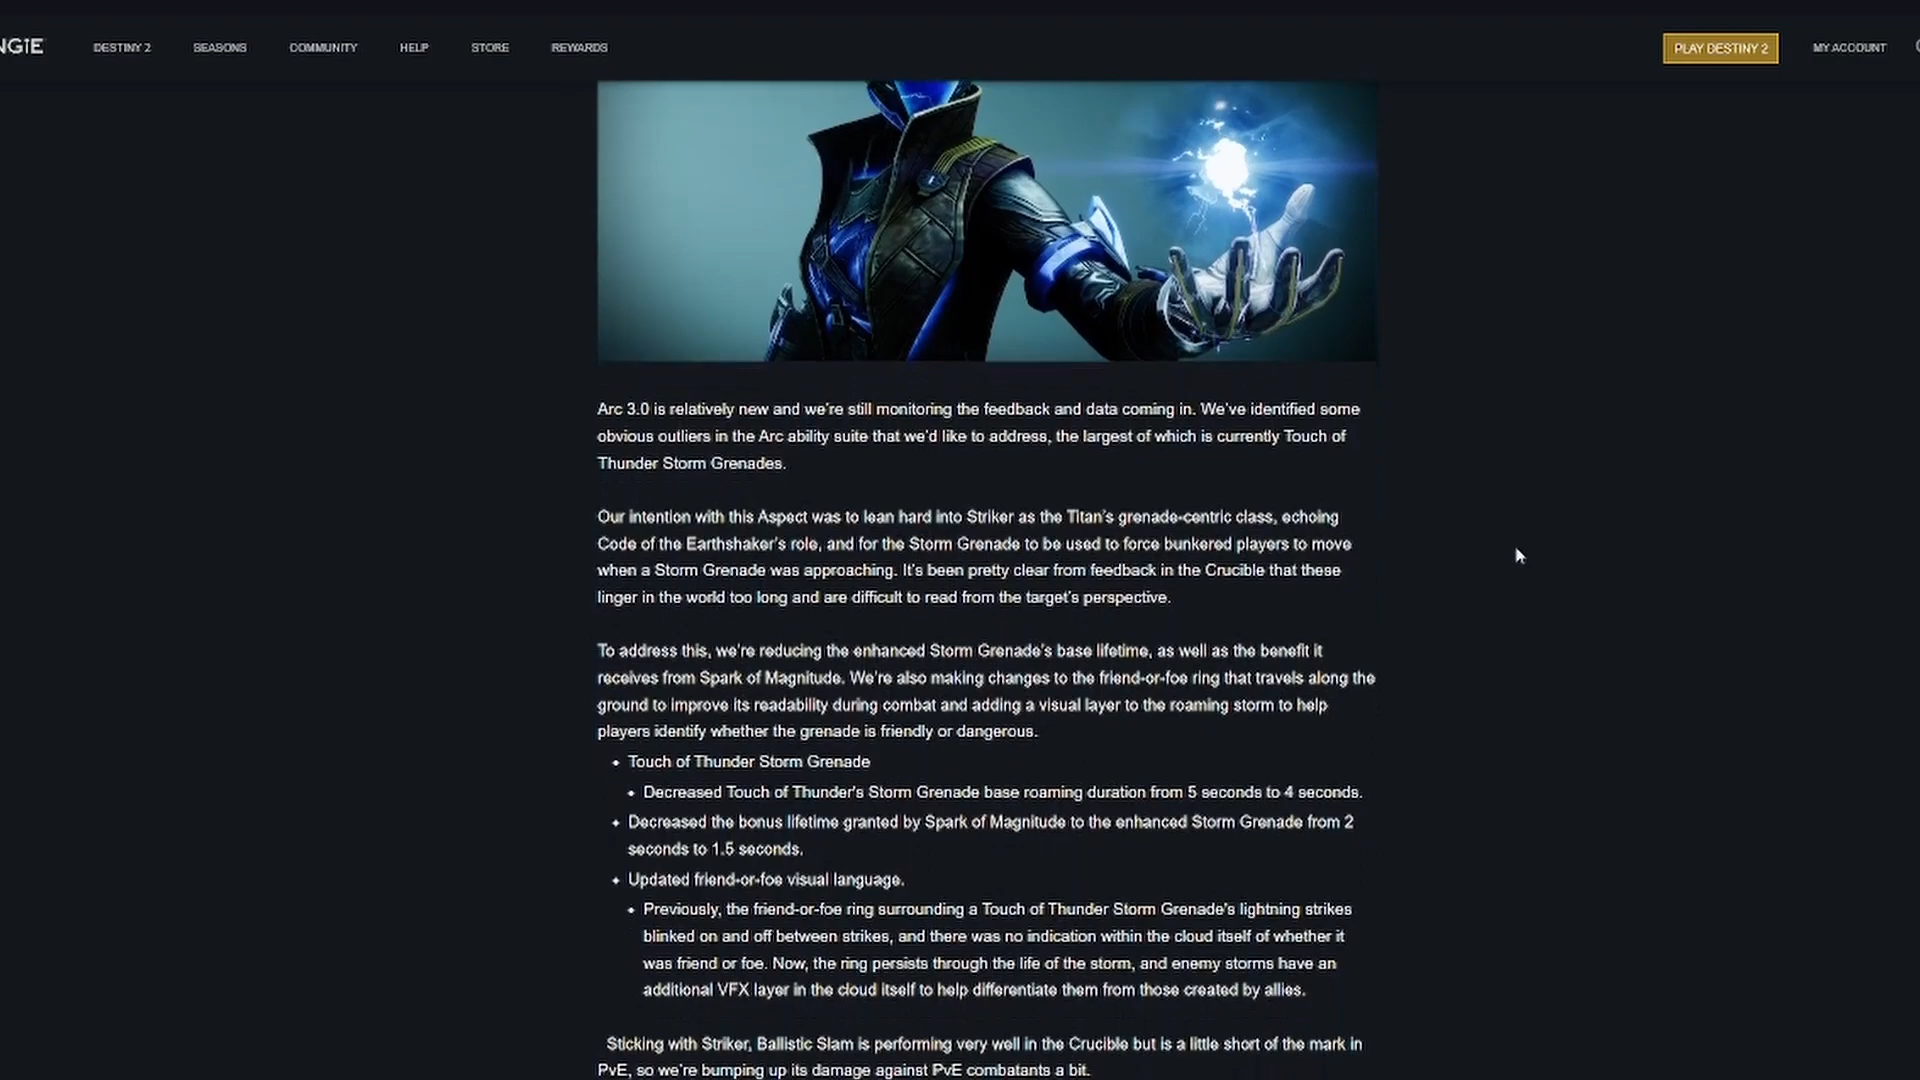 NGIE
DESTINY 2 SEASONS COMMUNITY HELP STORE REWARDS PLAY DESTINY 2 MY ACCOUNT
Arc 3.0 is relatively new and we're still monitoring the feedback and data coming in. We've identified some
obvious outliers in the Arc ability suite that we'd like to address, the largest of which is currently Touch of
Thunder Storm Grenades.
Our intention with this Aspect was to lean hard into Striker as the Titan's grenade-centric class, echoing
Code of the Earthshaker's role, and for the Storm Grenade to be used to force bunkered players to move
when a Storm Grenade was approaching. It's been pretty clear from feedback in the Crucible that these
linger in the world too long and are difficult to read from the target's perspective.
To address this, we're reducing the enhanced Storm Grenade's base lifetime, as well as the benefit it
receives from Spark of Magnitude. We're also making changes to the friend-or-foe ring that travels along the
ground to improve its readability during combat and adding a visual layer to the roaming storm to help
players identify whether the grenade is friendly or dangerous.
Touch of Thunder Storm Grenade
Decreased Touch of Thunder's Storm Grenade base roaming duration from 5 seconds to 4 seconds.
Decreased the bonus lifetime granted by Spark of Magnitude to the enhanced Storm Grenade from 2
seconds to 1.5 seconds.
Updated friend-or-foe visual language.
Previously, the friend-or-foe ring surrounding a Touch of Thunder Storm Grenade's lightning strikes
blinked on and off between strikes, and there was no indication within the cloud itself of whether it
was friend or foe. Now, the ring persists through the life of the storm, and enemy storms have an
additional VFX layer in the cloud itself to help differentiate them from those created by allies.
Sticking with Striker, Ballistic Slam is performing very well in the Crucible but is a little short of the mark in
PvE, so we're bumping up its damage against PvE combatants a bit.